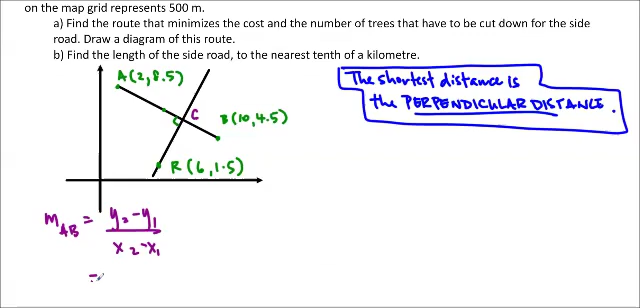 on the map grid represents 500 m.
a) Find the route that minimizes the cost and the number of trees that have to be cut down for the side
road. Draw a diagram of this route.
b) Find the length of the side road, to the nearest tenth of a kilometre.
A(2,8.5)
The shortest distance is
the PERPENDICULAR DISTANCE.
C
B(10,4.5)
R(6,1.5)
m_AB = y₂-y₁
x₂-x₁
=